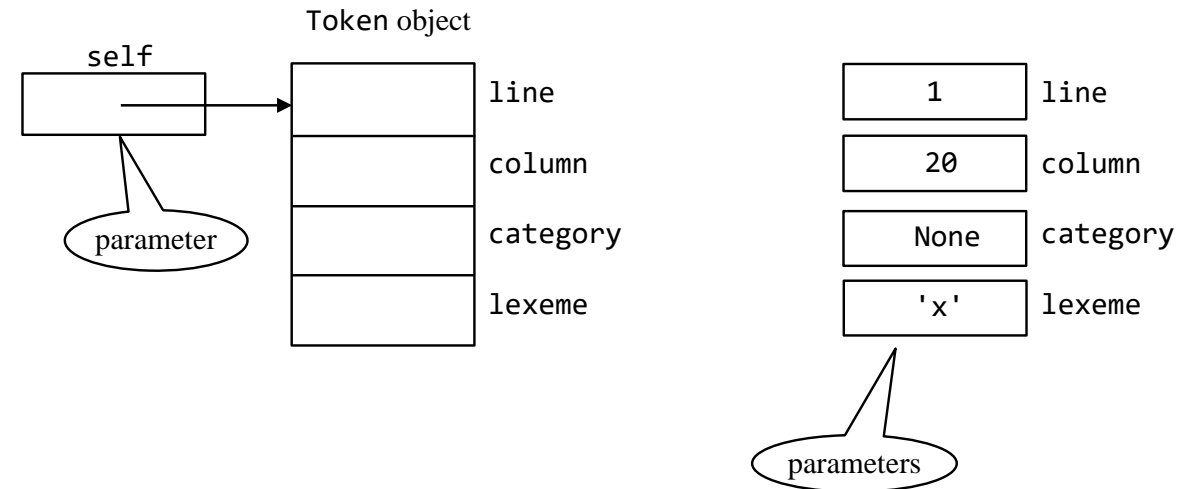 Token object
self
line
column
category
lexeme
parameter
1 line
20 column
None category
'x' lexeme
parameters